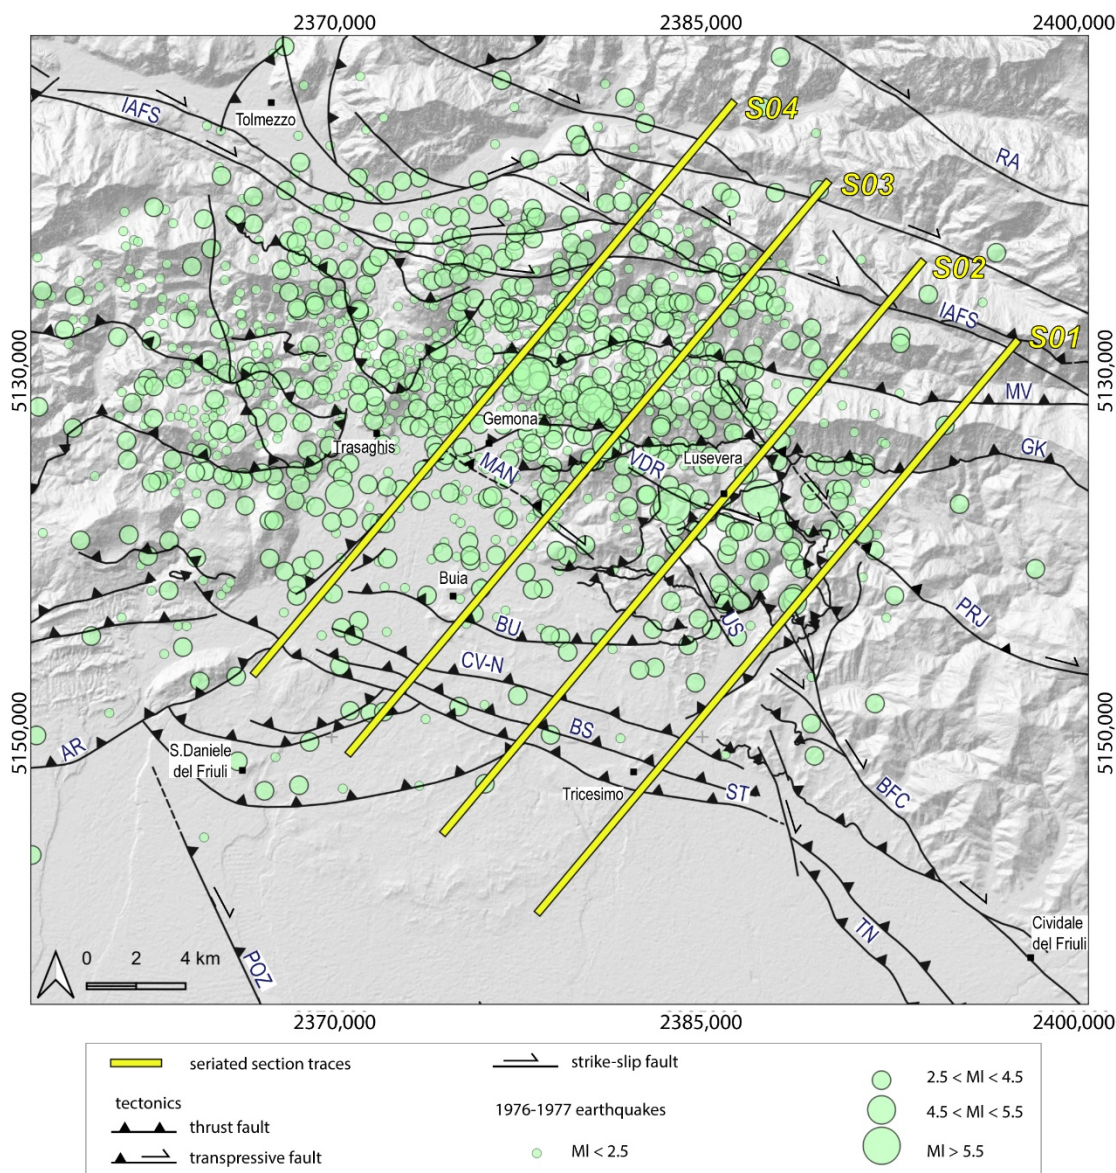 2370,000
2385,000
2400,000
IAFS
Tolmezzo
S04
RA
S03
S02
IAFS
S01
5130,000
5130,000
MV
Gemona
Trasaghis
MAN
VDR
Lusevera
GK
Buia
BU
US
PRJ
CV-N
5150,000
5150,000
AR
S.Daniele
del Friuli
BS
Tricesimo
ST
BFC
POZ
TN
Cividale
del Friuli
0 2 4 km
2370,000
2385,000
2400,000
seriated section traces
strike-slip fault
2.5 < Ml < 4.5
tectonics
1976-1977 earthquakes
4.5 < Ml < 5.5
thrust fault
transpressive fault
Ml < 2.5
Ml > 5.5